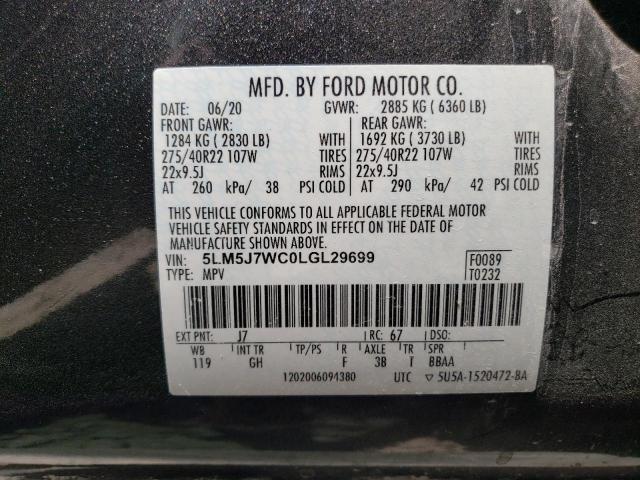 MFD. BY FORD MOTOR CO.
DATE: 06/20 GVWR: 2885 KG ( 6360 LB)
FRONT GAWR: REAR GAWR:
1284 KG ( 2830 LB) WITH 1692 KG ( 3730 LB) WITH
275/40R22 107W TIRES 275/40R22 107W TIRES
22x9.5J RIMS 22x9.5J RIMS
AT 260 kPa/ 38 PSI COLD AT 290 kPa/ 42 PSI COLD
THIS VEHICLE CONFORMS TO ALL APPLICABLE FEDERAL MOTOR
VEHICLE SAFETY STANDARDS IN EFFECT ON THE DATE OF
MANUFACTURE SHOWN ABOVE.
VIN: 5LM5J7WC0LGL29699 F0089
TYPE: MPV T0232
EXT PNT: J7 RC: 67 DSO:
WB INT TR TP/PS R AXLE TR SPR
119 GH F 3B T BBAA
1202006094380 UTC ▽ 5U5A-1520472-BA